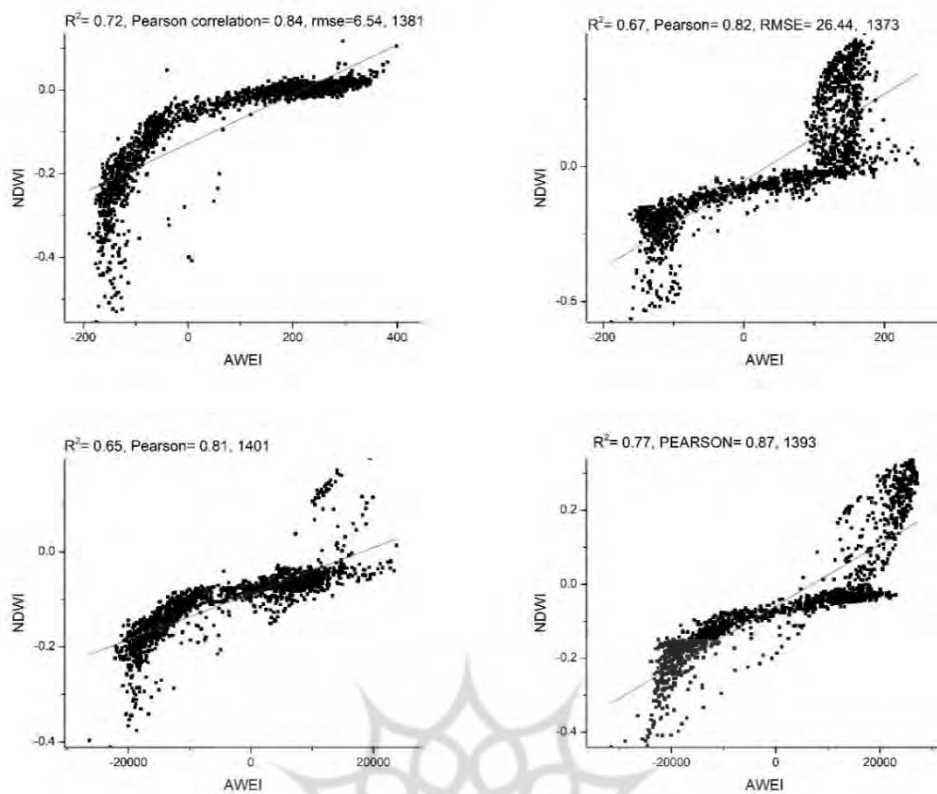 R²= 0.72, Pearson correlation= 0.84, rmse=6.54, 1381
0.0
-0.2
-0.4
NDWI
-200
0
200
400
AWEI
R²= 0.67, Pearson= 0.82, RMSE= 26.44, 1373
0.0
-0.5
NDWI
-200
0
200
AWEI
R²= 0.65, Pearson= 0.81, 1401
0.0
-0.2
-0.4
NDWI
-20000
0
20000
AWEI
R²= 0.77, PEARSON= 0.87, 1393
0.2
0.0
-0.2
-0.4
NDWI
-20000
0
20000
AWEI